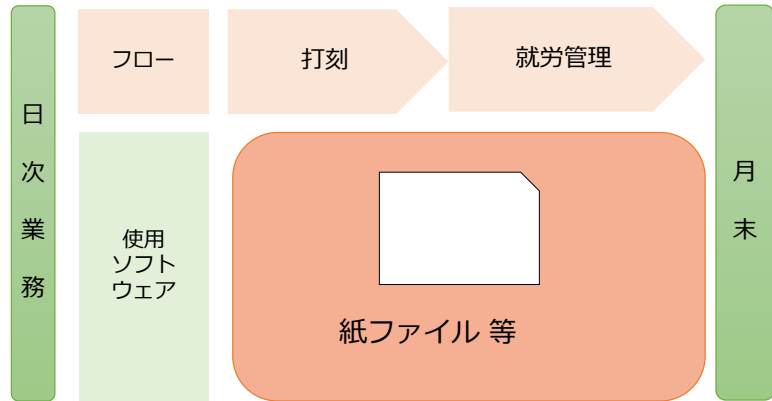 日次業務
フロー
打刻
就労管理
月末
使用
ソフト
ウェア
紙ファイル 等